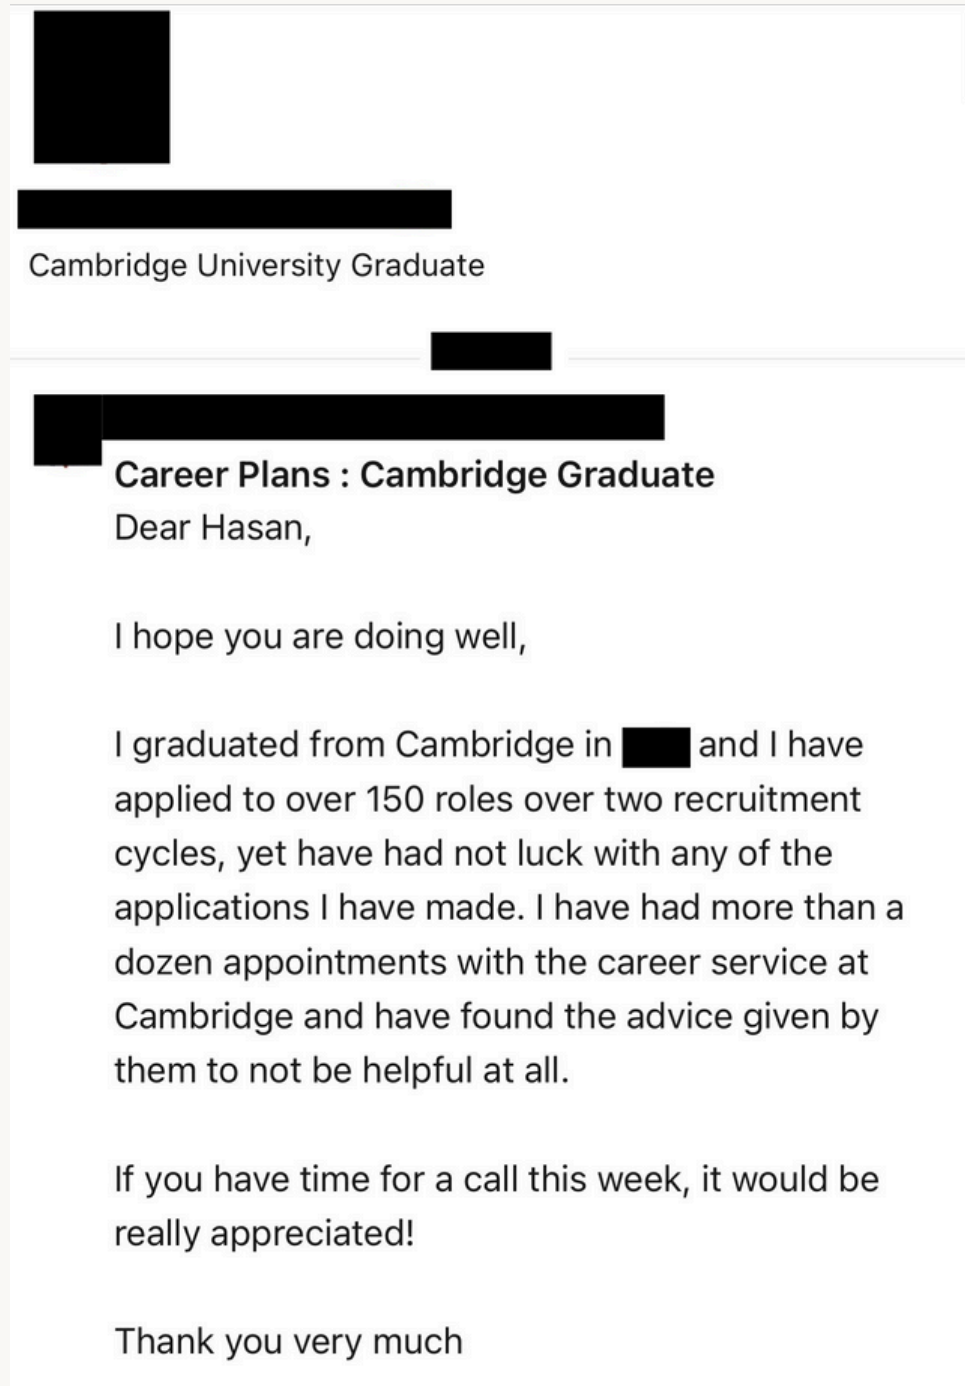 Cambridge University Graduate
Career Plans : Cambridge Graduate
Dear Hasan,
I hope you are doing well,
I graduated from Cambridge in and I have
applied to over 150 roles over two recruitment
cycles, yet have had not luck with any of the
applications I have made. I have had more than a
dozen appointments with the career service at
Cambridge and have found the advice given by
them to not be helpful at all.
If you have time for a call this week, it would be
really appreciated!
Thank you very much